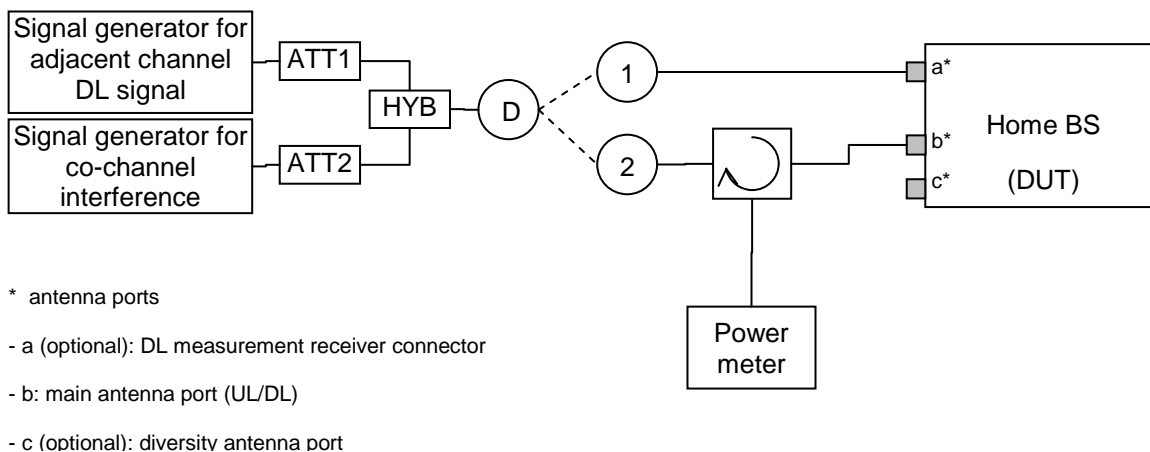 Signal generator for
adjacent channel
DL signal
ATT1
HYB
D
1
2
Signal generator for
co-channel
interference
ATT2
a*
b*
c*
Home BS
(DUT)
Power
meter
* antenna ports
- a (optional): DL measurement receiver connector
- b: main antenna port (UL/DL)
- c (optional): diversity antenna port